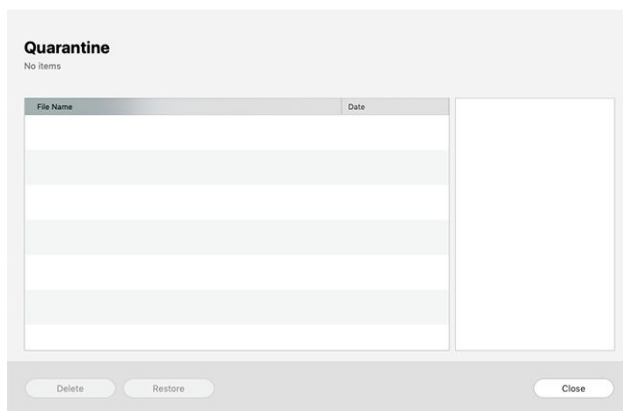 Quarantine
No items
File Name Date
Delete Restore Close